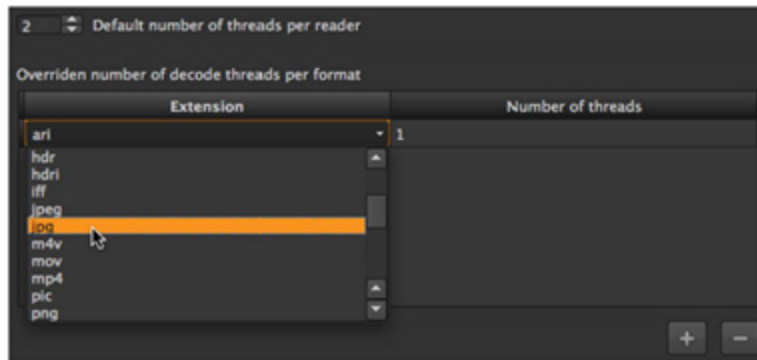 2 Default number of threads per reader
Overriden number of decode threads per format
Extension Number of threads
ari 1
hdr
hdri
iff
jpeg
jpg
m4v
mov
mp4
pic
png
+ −